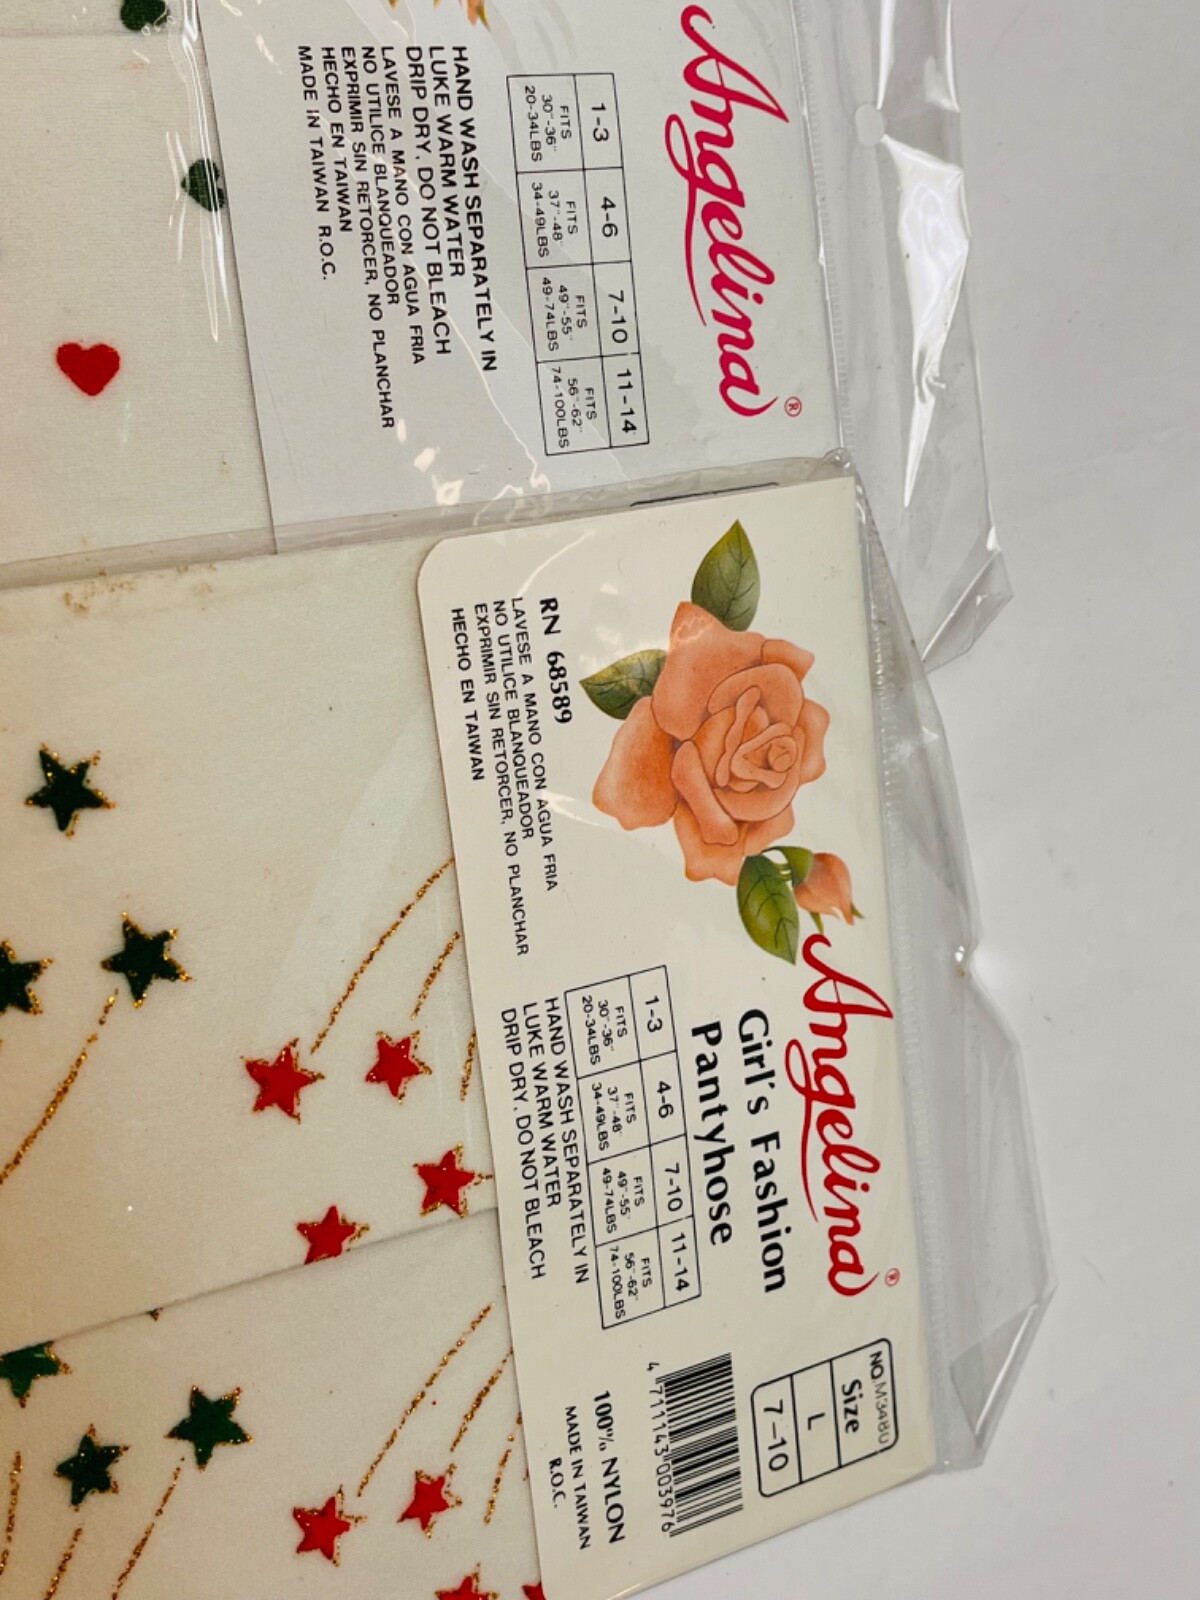 Angelina®
1-3 4-6 7-10 11-14
FITS FITS FITS FITS
30"-36" 37"-48" 49"-55" 56"-62"
20-34LBS 34-49LBS 49-74LBS 74-100LBS
HAND WASH SEPARATELY IN
LUKE WARM WATER
DRIP DRY. DO NOT BLEACH
LAVESE A MANO CON AGUA FRIA
NO UTILICE BLANQUEADOR
EXPRIMIR SIN RETORCER, NO PLANCHAR
HECHO EN TAIWAN
MADE IN TAIWAN R.O.C.
Angelina®
Girl's Fashion
Pantyhose
NO.M3480
Size
L
7-10
1-3 4-6 7-10 11-14
FITS FITS FITS FITS
30"-36" 37"-48" 49"-55" 56"-62"
20-34LBS 34-49LBS 49-74LBS 74-100LBS
HAND WASH SEPARATELY IN
LUKE WARM WATER
DRIP DRY. DO NOT BLEACH
RN 68589
LAVESE A MANO CON AGUA FRIA
NO UTILICE BLANQUEADOR
EXPRIMIR SIN RETORCER, NO PLANCHAR
HECHO EN TAIWAN
4 711143 003976
100% NYLON
MADE IN TAIWAN
R.O.C.